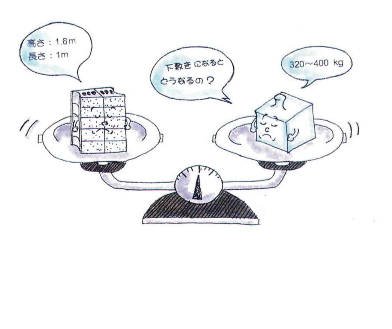 高さ：1.6m
長さ：1m
下敷きになると
どうなるの？
320～400 kg